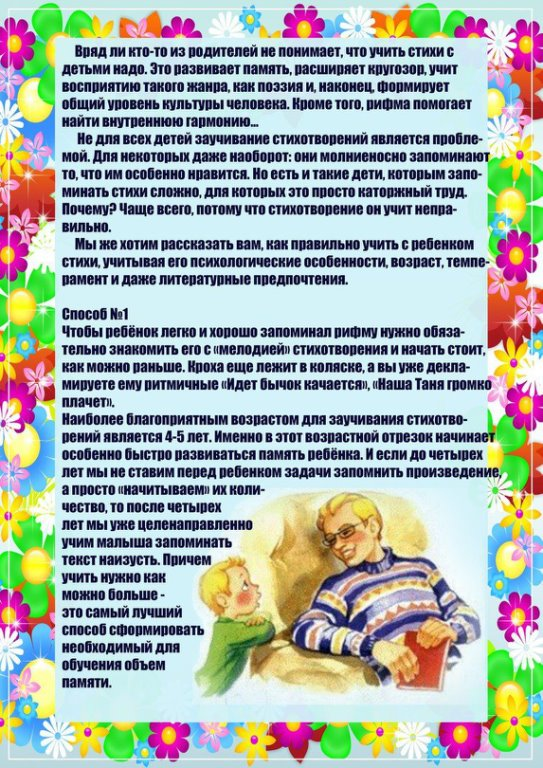 Вряд ли кто-то из родителей не понимает, что учить стихи с
детьми надо. Это развивает память, расширяет кругозор, учит
восприятию такого жанра, как поэзия и, наконец, формирует
общий уровень культуры человека. Кроме того, рифма помогает
найти внутреннюю гармонию...
Не для всех детей заучивание стихотворений является пробле-
мой. Для некоторых даже наоборот: они молниеносно запоминают
то, что им особенно нравится. Но есть и такие дети, которым запо-
минать стихи сложно, для которых это просто каторжный труд.
Почему? Чаще всего, потому что стихотворение он учит непра-
вильно.
Мы же хотим рассказать вам, как правильно учить с ребенком
стихи, учитывая его психологические особенности, возраст, темпе-
рамент и даже литературные предпочтения.
Способ №1
Чтобы ребёнок легко и хорошо запоминал рифму нужно обяза-
тельно знакомить его с «мелодией» стихотворения и начать стоит,
как можно раньше. Кроха еще лежит в коляске, а вы уже декла-
мируете ему ритмичные «Идет бычок качается», «Наша Таня громко
плачет».
Наиболее благоприятным возрастом для заучивания стихотво-
рений является 4-5 лет. Именно в этот возрастной отрезок начинает
особенно быстро развиваться память ребёнка. И если до четырех
лет мы не ставим перед ребенком задачи запомнить произведение,
а просто «начитываем» их коли-
чество, то после четырех
лет мы уже целенаправленно
учим малыша запоминать
текст наизусть. Причем
учить нужно как
можно больше -
это самый лучший
способ сформировать
необходимый для
обучения объем
памяти.